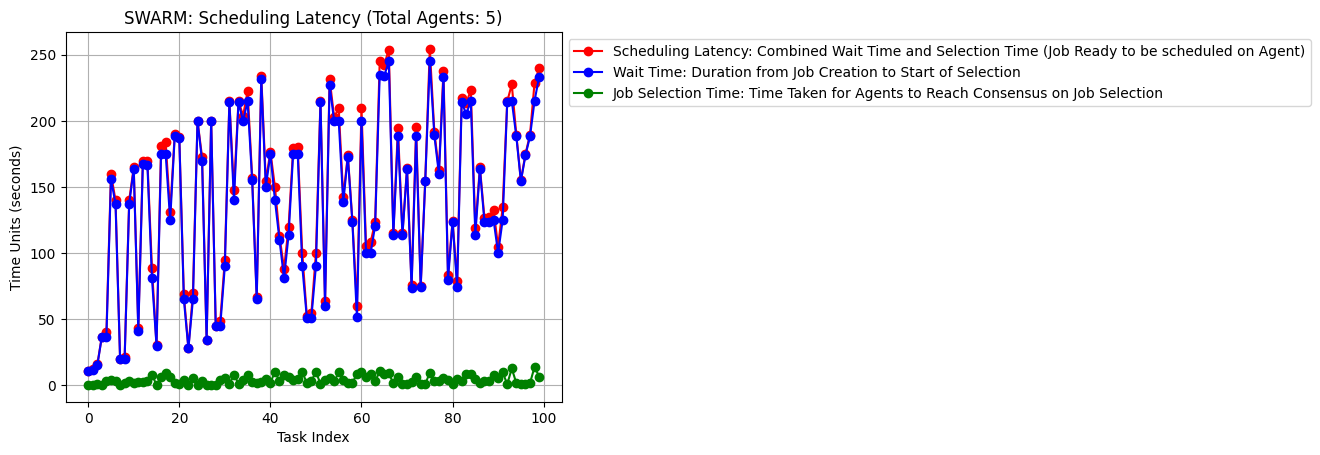 SWARM: Scheduling Latency (Total Agents: 5)
Scheduling Latency: Combined Wait Time and Selection Time (Job Ready to be scheduled on Agent)
Wait Time: Duration from Job Creation to Start of Selection
Job Selection Time: Time Taken for Agents to Reach Consensus on Job Selection
Time Units (seconds)
250
200
150
100
50
0
0 20 40 60 80 100
Task Index